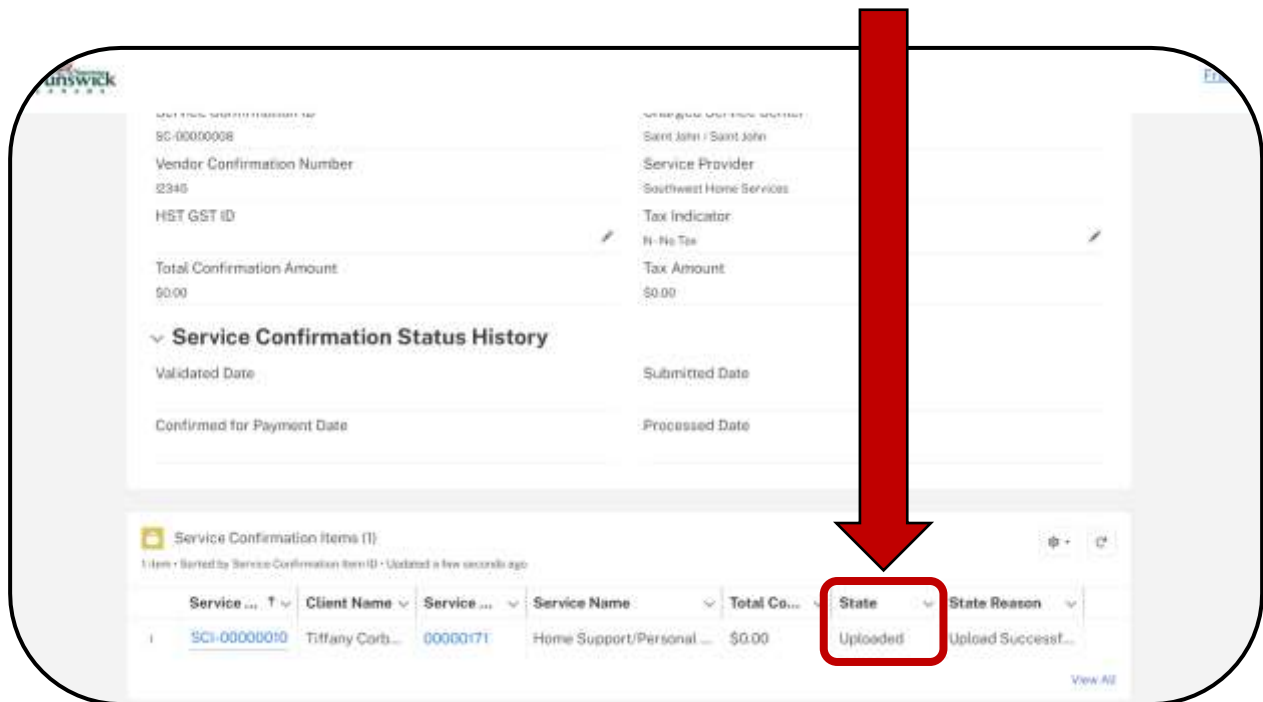 unswick
CANADA
Service Confirmation ID
Charged Service Center
SC-00000008
Saint John / Saint John
Vendor Confirmation Number
Service Provider
12345
Southwest Home Services
HST GST ID
Tax Indicator
N- No Tax
Total Confirmation Amount
Tax Amount
$0.00
$0.00
Service Confirmation Status History
Validated Date
Submitted Date
Confirmed for Payment Date
Processed Date
Service Confirmation Items (1)
1 item • Sorted by Service Confirmation Item ID • Updated a few seconds ago
Service ... ↑ Client Name Service ... Service Name Total Co... State State Reason
1 SCI-00000010 Tiffany Corb... 00000171 Home Support/Personal ... $0.00 Uploaded Upload Successf...
View All